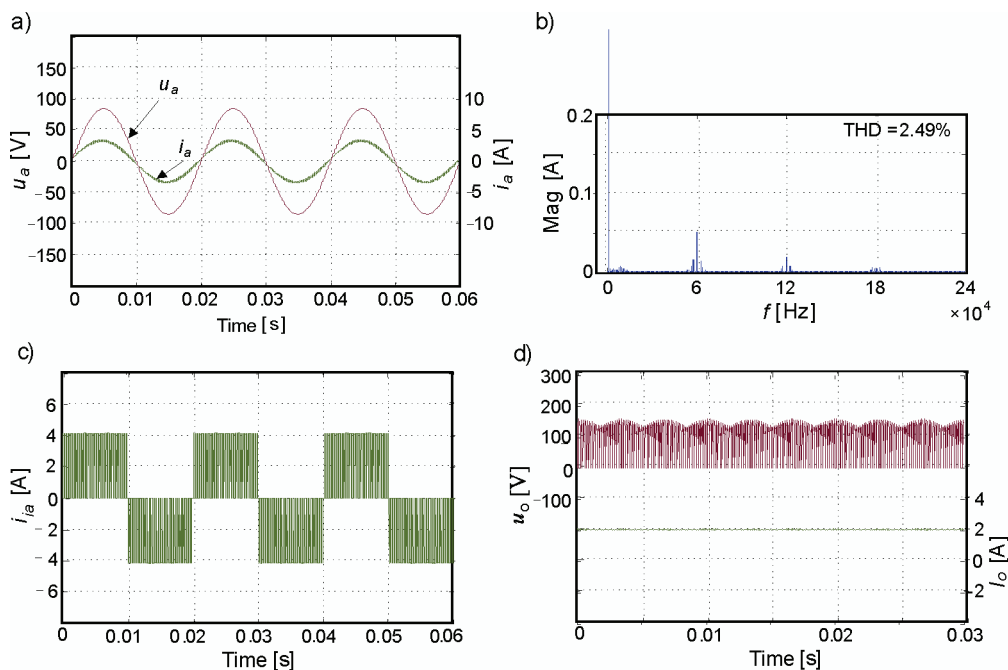 a)
150
100
50
0
−50
−100
−150
u_a [V]
u_a
i_a
10
5
0
−5
−10
i_a [A]
0 0.01 0.02 0.03 0.04 0.05 0.06
Time [s]
b)
THD =2.49%
0.2
0.1
0
Mag [A]
0 6 12 18 24
f [Hz]
×10⁴
c)
6
4
2
0
−2
−4
−6
i_ia [A]
0 0.01 0.02 0.03 0.04 0.05 0.06
Time [s]
d)
300
200
150
100
0
−100
u_o [V]
4
2
0
−2
I_o [A]
0 0.01 0.02 0.03
Time [s]